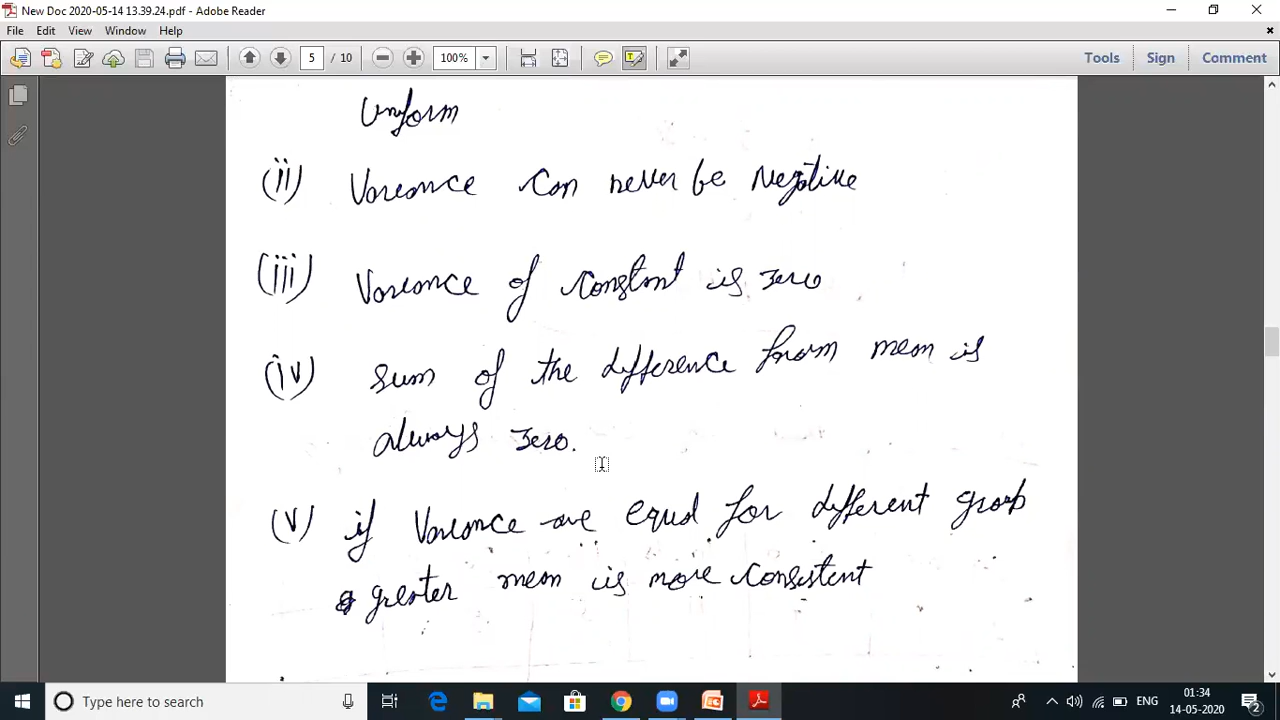 New Doc 2020-05-14 13.39.24.pdf - Adobe Reader
File Edit View Window Help
5 / 10 100% Tools Sign Comment
Uniform
(ii) Variance Can never be Negative
(iii) Variance of Constant is zero
(iv) Sum of the difference from mean is
always zero.
(v) if Variance are equal for different group
greater mean is more Consistent
Type here to search
ENG
01:34
14-05-2020
2